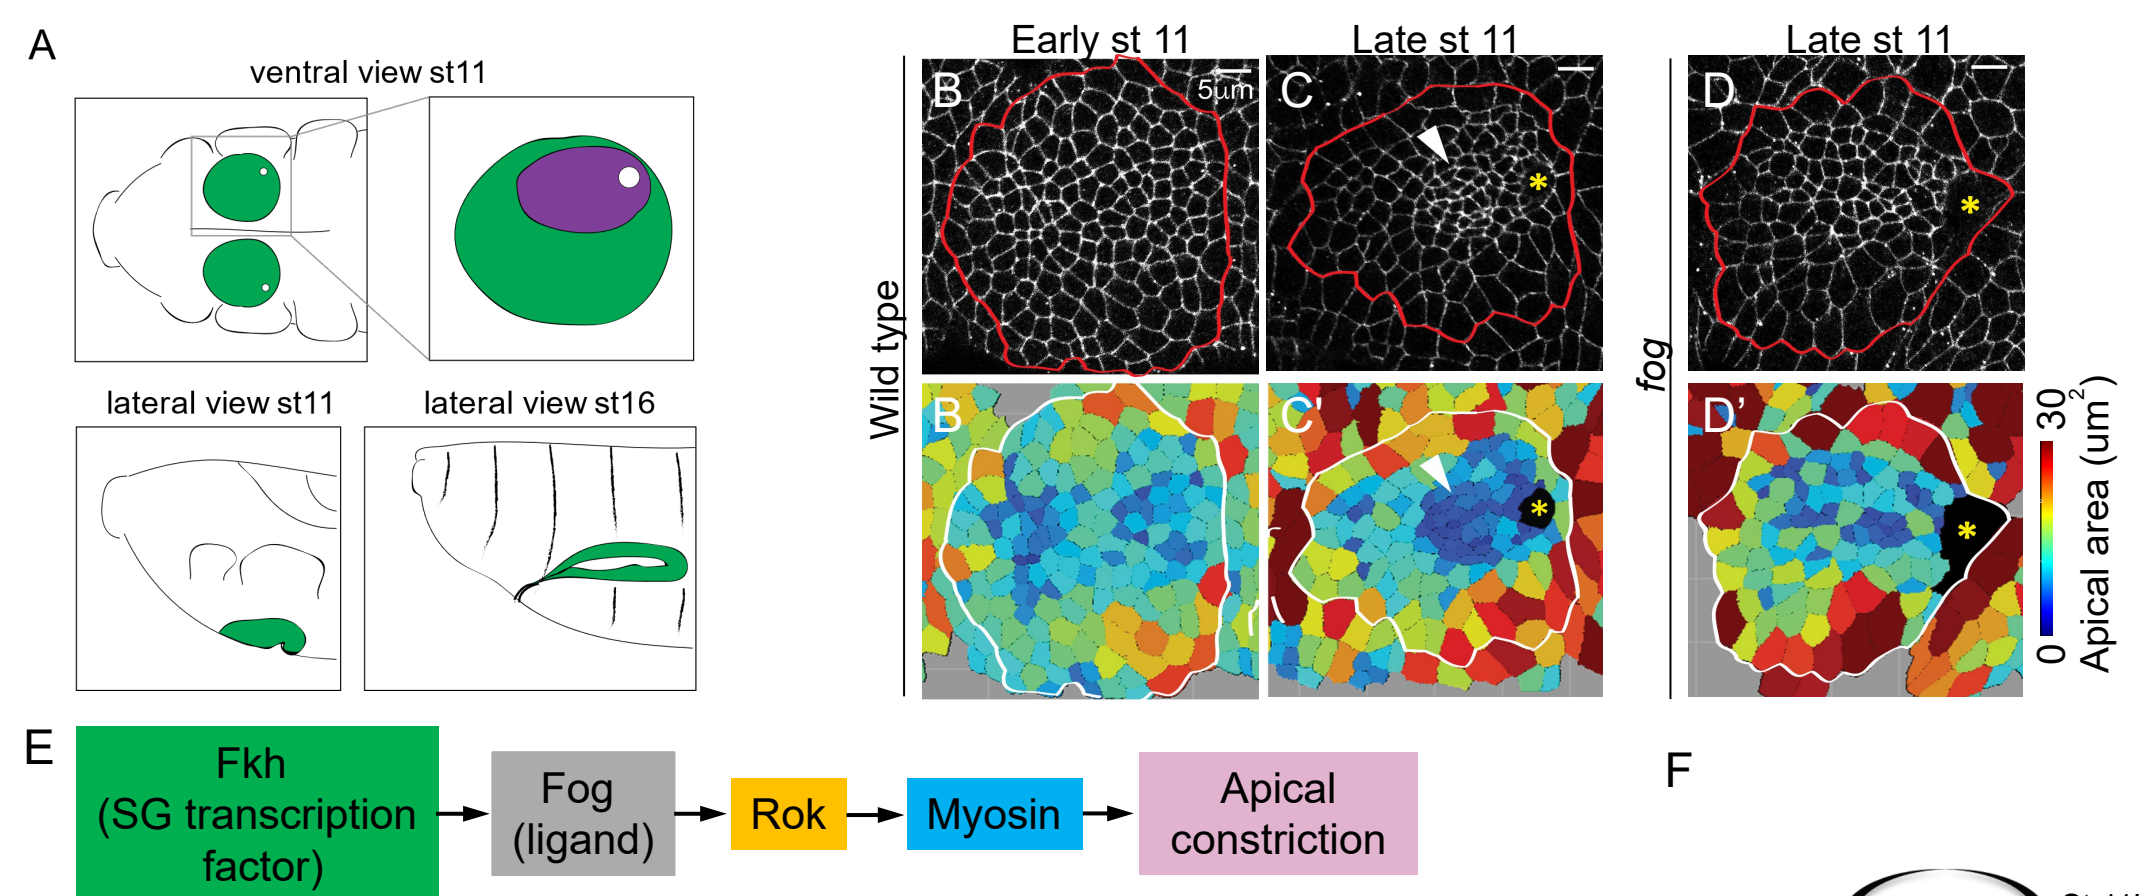 A
ventral view st11
lateral view st11
lateral view st16
Wild type
Early st 11
Late st 11
B
5μm
C
*
B
C'
*
fog
Late st 11
D
*
D'
*
0 30
Apical area (um2)
E
Fkh
(SG transcription
factor)
Fog
(ligand)
Rok
Myosin
Apical
constriction
F